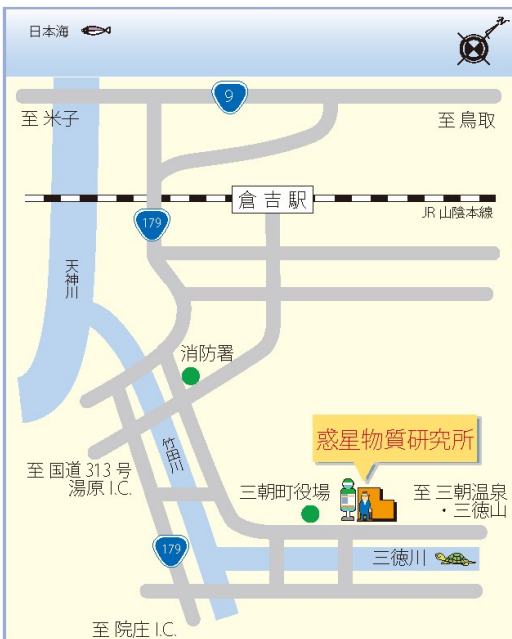 日本海
N
9
至 米子
至 鳥取
倉 吉 駅
JR 山陰本線
179
天神川
消防署
惑星物質研究所
竹田川
至 国道 313 号
湯原 I.C.
三朝町役場
至 三朝温泉
・三徳山
179
三徳川
至 院庄 I.C.